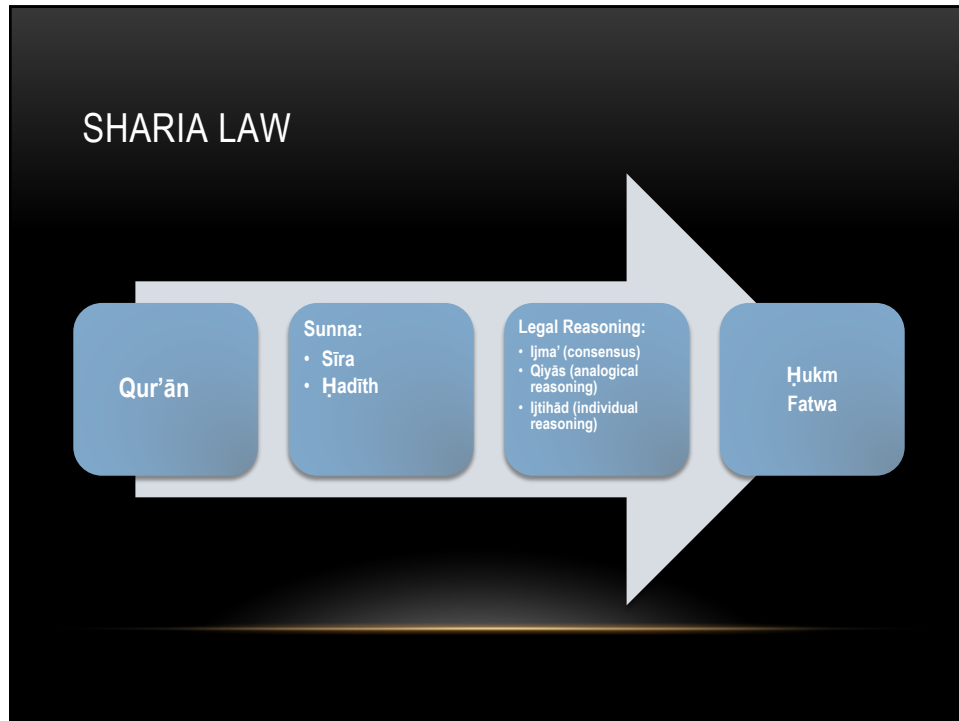 SHARIA LAW
Qur’ān
Sunna:
• Sīra
• Ḥadīth
Legal Reasoning:
• Ijma’ (consensus)
• Qiyās (analogical
reasoning)
• Ijtihād (individual
reasoning)
Ḥukm
Fatwa